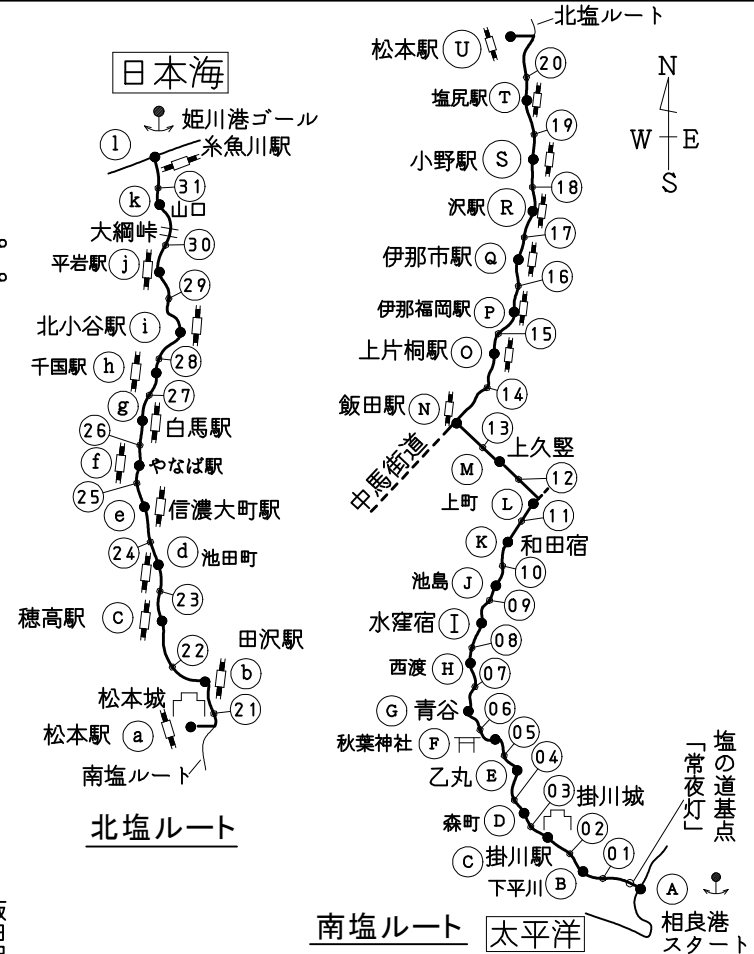 日本海
姫川港ゴール
l
糸魚川駅
31
k
山口
大綱峠
30
平岩駅
j
29
北小谷駅
i
28
千国駅
h
27
g
白馬駅
26
f
やなば駅
25
e
信濃大町駅
24
d
池田町
23
穂高駅
C
22
田沢駅
b
松本城
21
松本駅
a
南塩ルート
北塩ルート
北塩ルート
松本駅
U
20
塩尻駅
T
19
小野駅
S
18
沢駅
R
17
伊那市駅
Q
16
伊那福岡駅
P
15
上片桐駅
O
14
飯田駅
N
13
中馬街道
上久竪
M
12
上町
L
11
K
和田宿
10
池島
J
09
水窪宿
I
08
西渡
H
07
G
青谷
06
秋葉神社
F
05
乙丸
E
04
03
掛川城
森町
D
02
C
掛川駅
01
下平川
B
A
塩の道基点
「常夜灯」
相良港
スタート
南塩ルート
太平洋
N
W
E
S